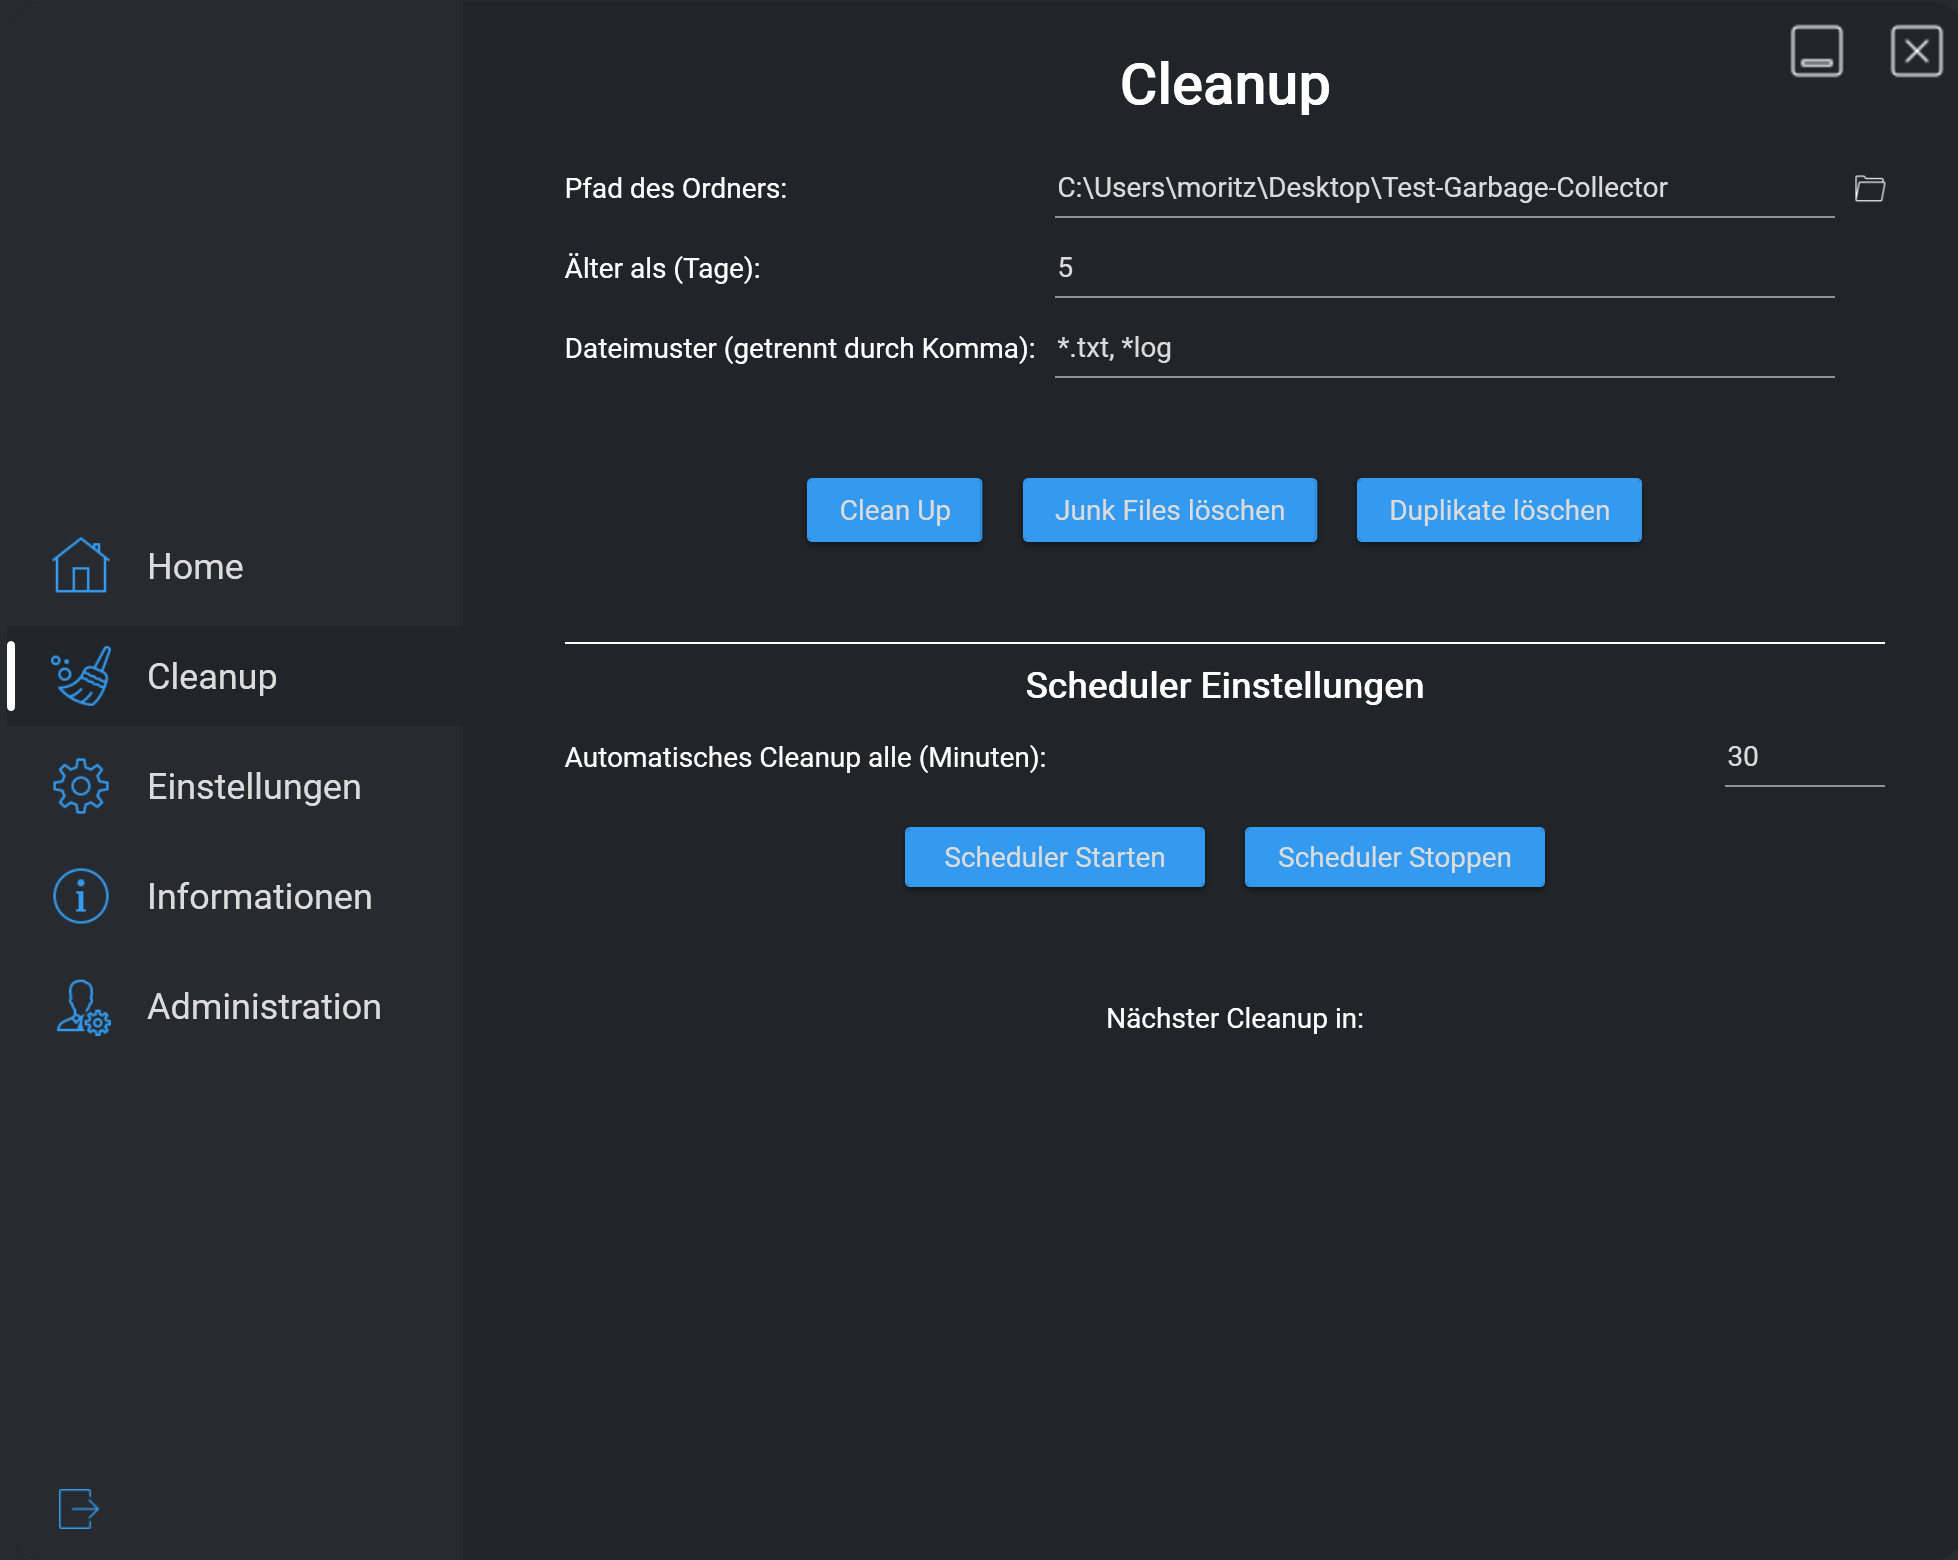 Cleanup
Pfad des Ordners: C:\Users\moritz\Desktop\Test-Garbage-Collector
Älter als (Tage): 5
Dateimuster (getrennt durch Komma): *.txt, *log
Clean Up Junk Files löschen Duplikate löschen
Home
Cleanup
Einstellungen
Informationen
Administration
Scheduler Einstellungen
Automatisches Cleanup alle (Minuten): 30
Scheduler Starten Scheduler Stoppen
Nächster Cleanup in: